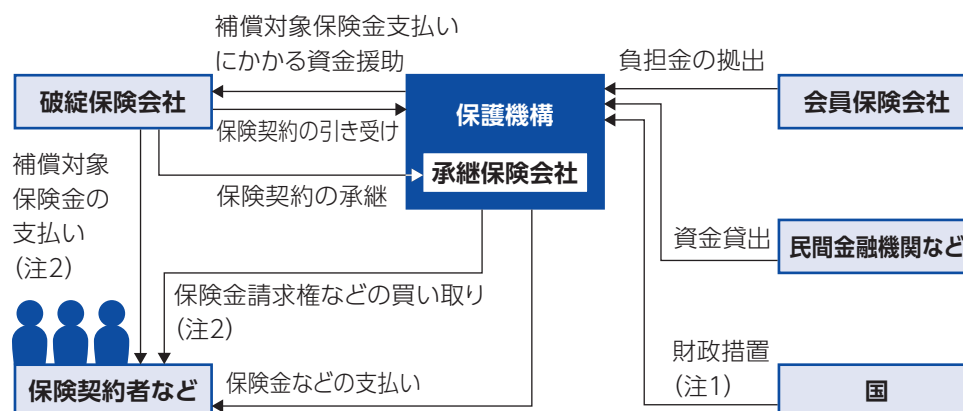 補償対象保険金支払い
にかかる資金援助
負担金の拠出
破綻保険会社
保護機構
会員保険会社
保険契約の引き受け
補償対象
保険金の
支払い
(注2)
承継保険会社
保険契約の承継
資金貸出
民間金融機関など
保険金請求権などの買い取り
(注2)
財政措置
(注1)
保険契約者など
保険金などの支払い
国